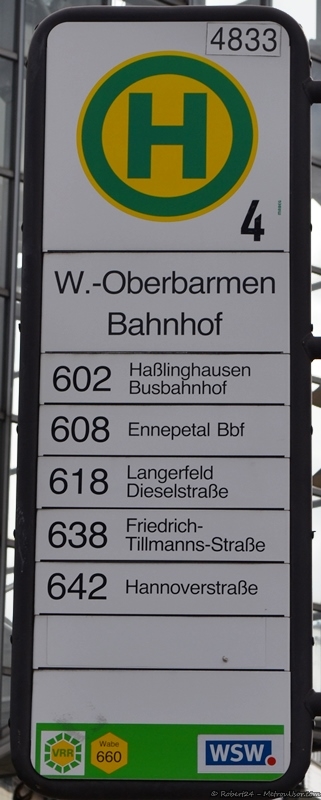 4833
H
4
W.-Oberbarmen
Bahnhof
602 Haßlinghausen
Busbahnhof
608 Ennepetal Bbf
618 Langerfeld
Dieselstraße
638 Friedrich-
Tillmanns-Straße
642 Hannoverstraße
VRR
Wabe
660
WSW.
© Robert24 - MetrovUsor.com